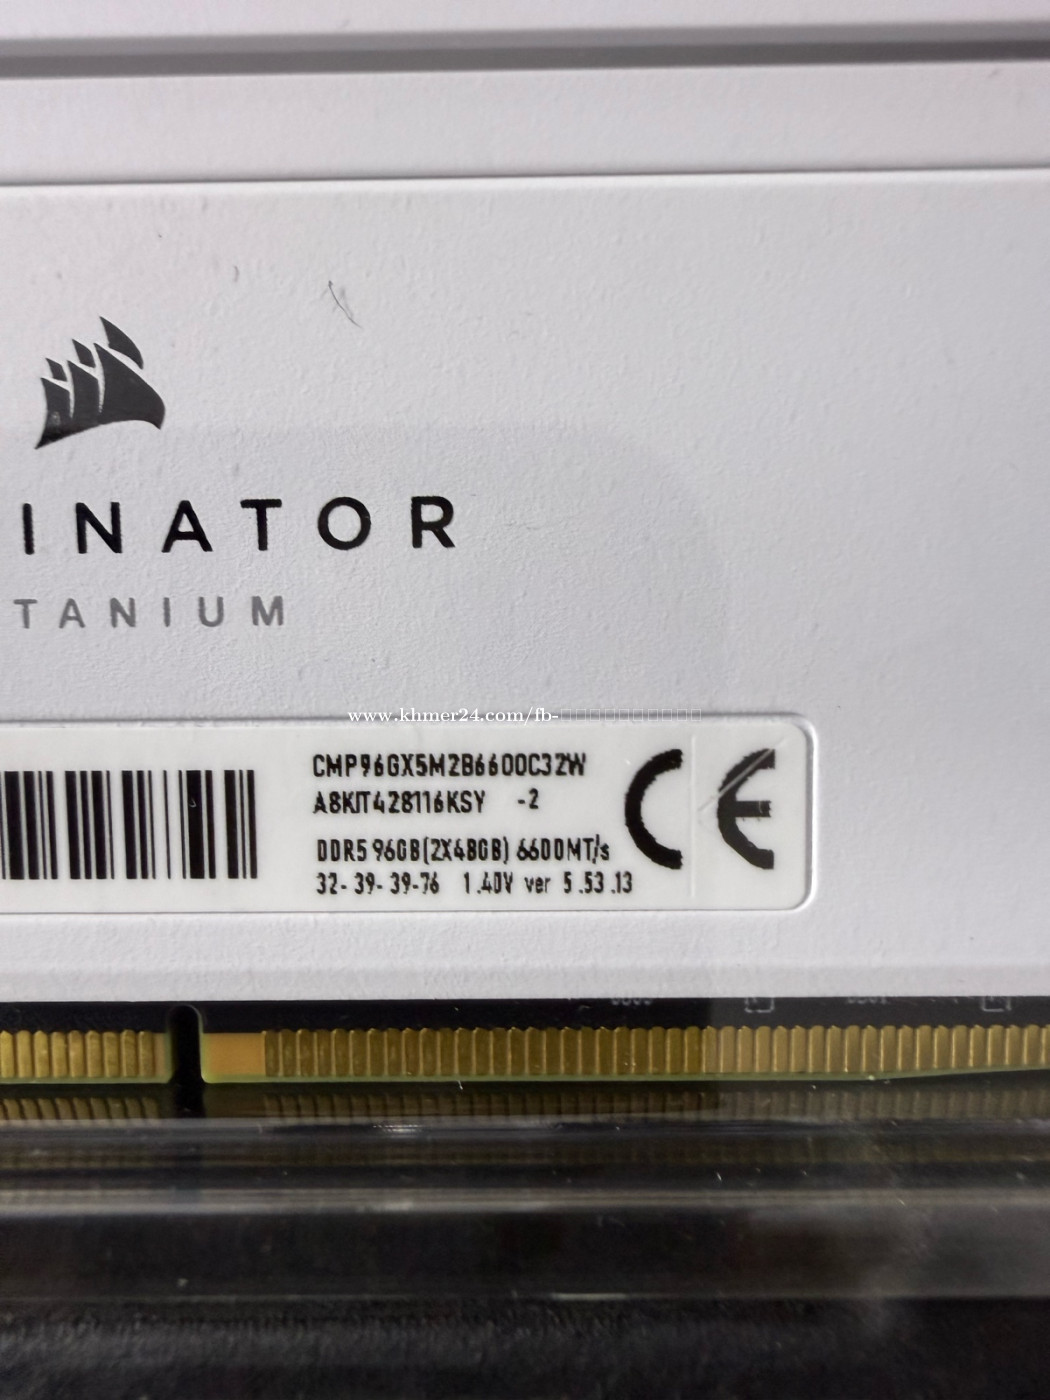 INATOR
TANIUM
www.khmer24.com/fb-
CMP96GX5M2B6600C32W
A8KIT428116KSY -2
DDR5 96GB(2X48GB) 6600MT/s
32-39-39-76 1.40V ver 5.53.13
CE